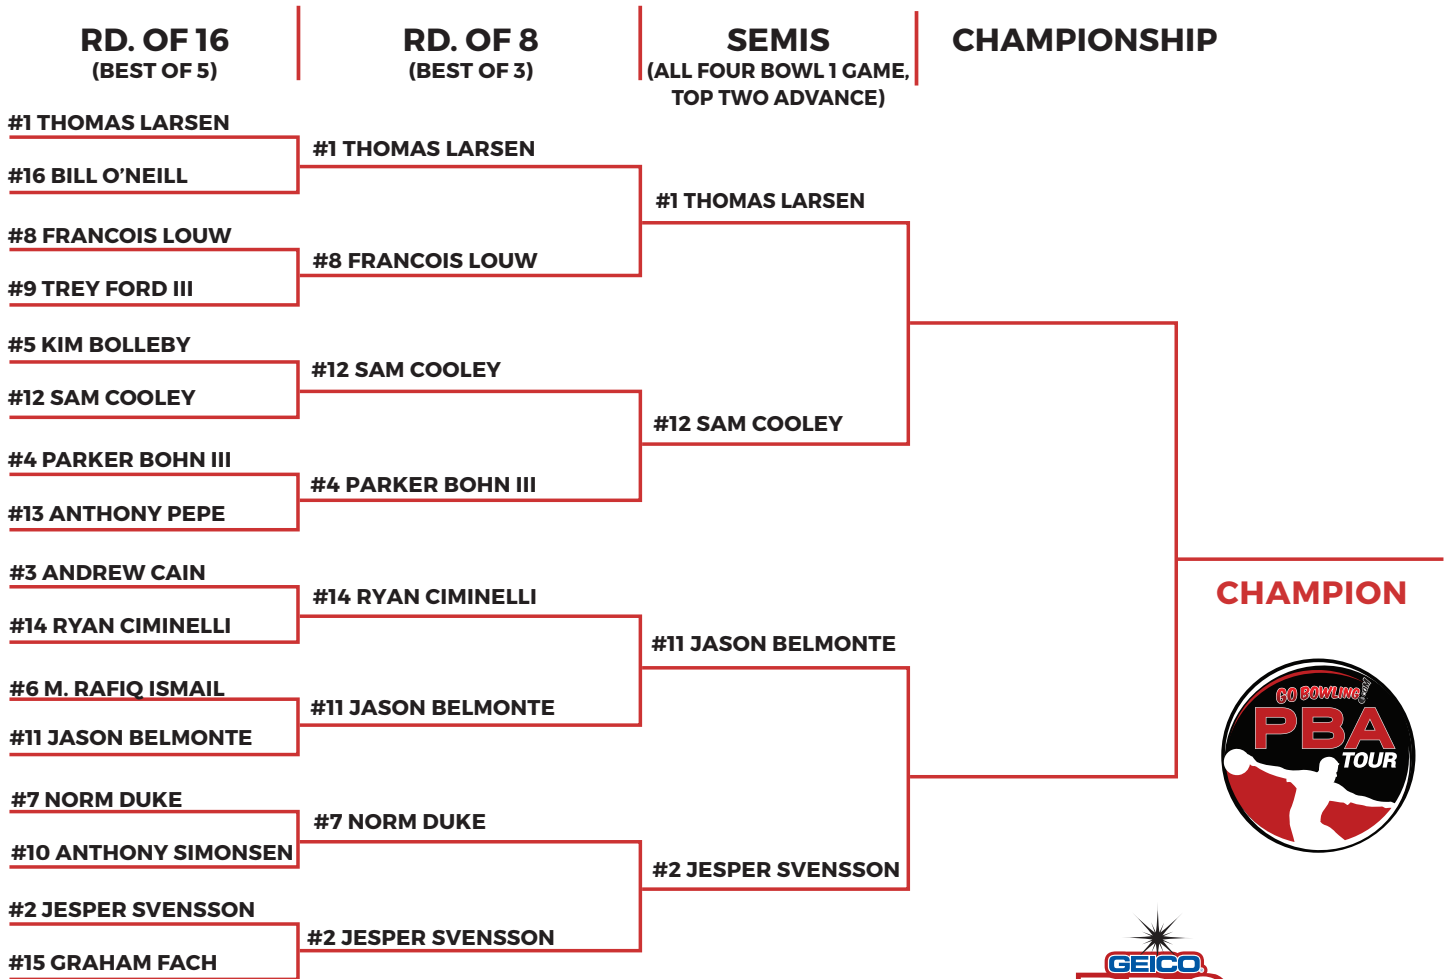 RD. OF 16
(BEST OF 5)
RD. OF 8
(BEST OF 3)
SEMIS
(ALL FOUR BOWL 1 GAME,
TOP TWO ADVANCE)
CHAMPIONSHIP
#1 THOMAS LARSEN
#16 BILL O’NEILL
#8 FRANCOIS LOUW
#9 TREY FORD III
#5 KIM BOLLEBY
#12 SAM COOLEY
#4 PARKER BOHN III
#13 ANTHONY PEPE
#3 ANDREW CAIN
#14 RYAN CIMINELLI
#6 M. RAFIQ ISMAIL
#11 JASON BELMONTE
#7 NORM DUKE
#10 ANTHONY SIMONSEN
#2 JESPER SVENSSON
#15 GRAHAM FACH
#1 THOMAS LARSEN
#8 FRANCOIS LOUW
#12 SAM COOLEY
#4 PARKER BOHN III
#14 RYAN CIMINELLI
#11 JASON BELMONTE
#7 NORM DUKE
#2 JESPER SVENSSON
#1 THOMAS LARSEN
#12 SAM COOLEY
#11 JASON BELMONTE
#2 JESPER SVENSSON
CHAMPION
GO BOWLING!.COM
PBA
TOUR
GEICO